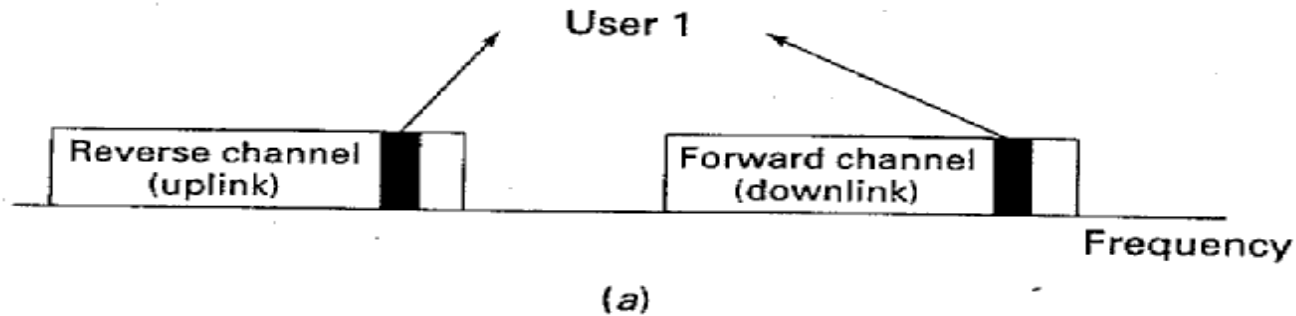 User 1
Reverse channel
(uplink)
Forward channel
(downlink)
Frequency
(a)